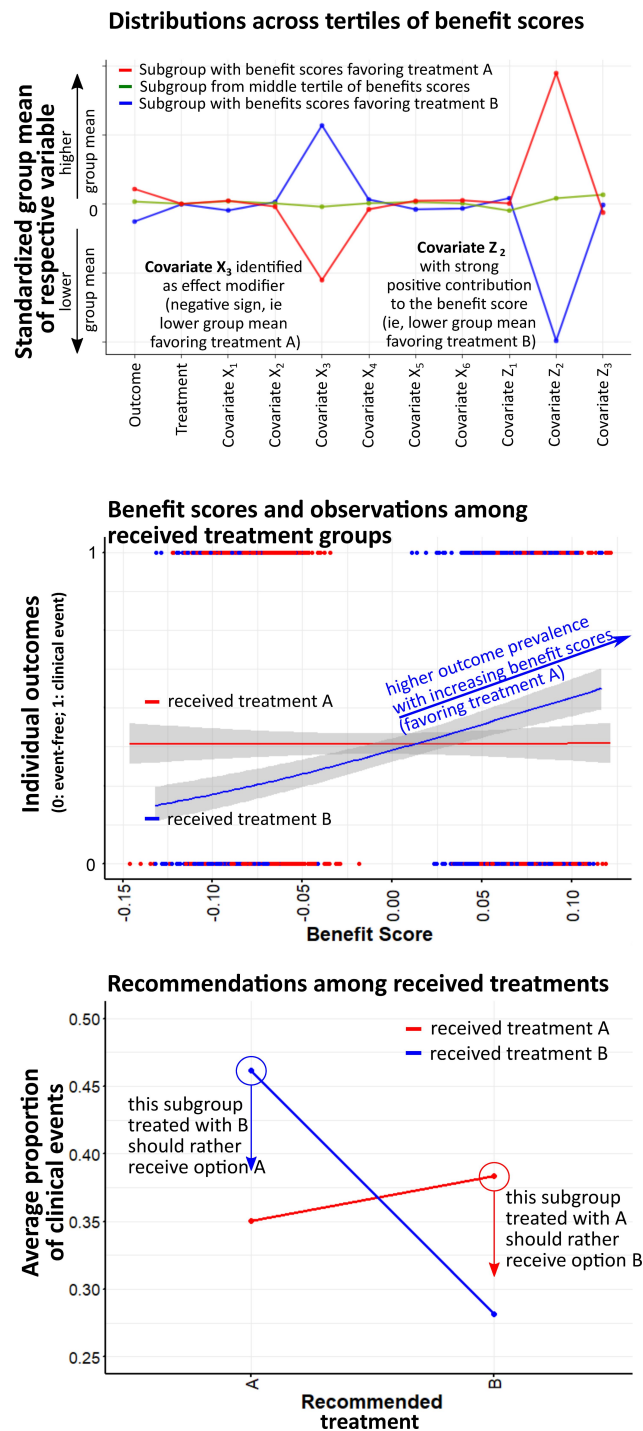 Distributions across tertiles of benefit scores
Subgroup with benefit scores favoring treatment A
Subgroup from middle tertile of benefits scores
Subgroup with benefits scores favoring treatment B
Standardized group mean
of respective variable
higher
group mean
0
lower
group mean
Covariate X3 identified
as effect modifier
(negative sign, ie
lower group mean
favoring treatment A)
Covariate Z2
with strong
positive contribution
to the benefit score
(ie, lower group mean
favoring treatment B)
Outcome
Treatment
Covariate X1
Covariate X2
Covariate X3
Covariate X4
Covariate X5
Covariate X6
Covariate Z1
Covariate Z2
Covariate Z3
Benefit scores and observations among
received treatment groups
Individual outcomes
(0: event-free; 1: clinical event)
1
0
higher outcome prevalence
with increasing benefit scores
(favoring treatment A)
received treatment A
received treatment B
-0.15
-0.10
-0.05
0.00
0.05
0.10
Benefit Score
Recommendations among received treatments
received treatment A
received treatment B
Average proportion
of clinical events
0.50
0.45
0.40
0.35
0.30
0.25
this subgroup
treated with B
should rather
receive option A
this subgroup
treated with A
should rather
receive option B
A
B
Recommended
treatment